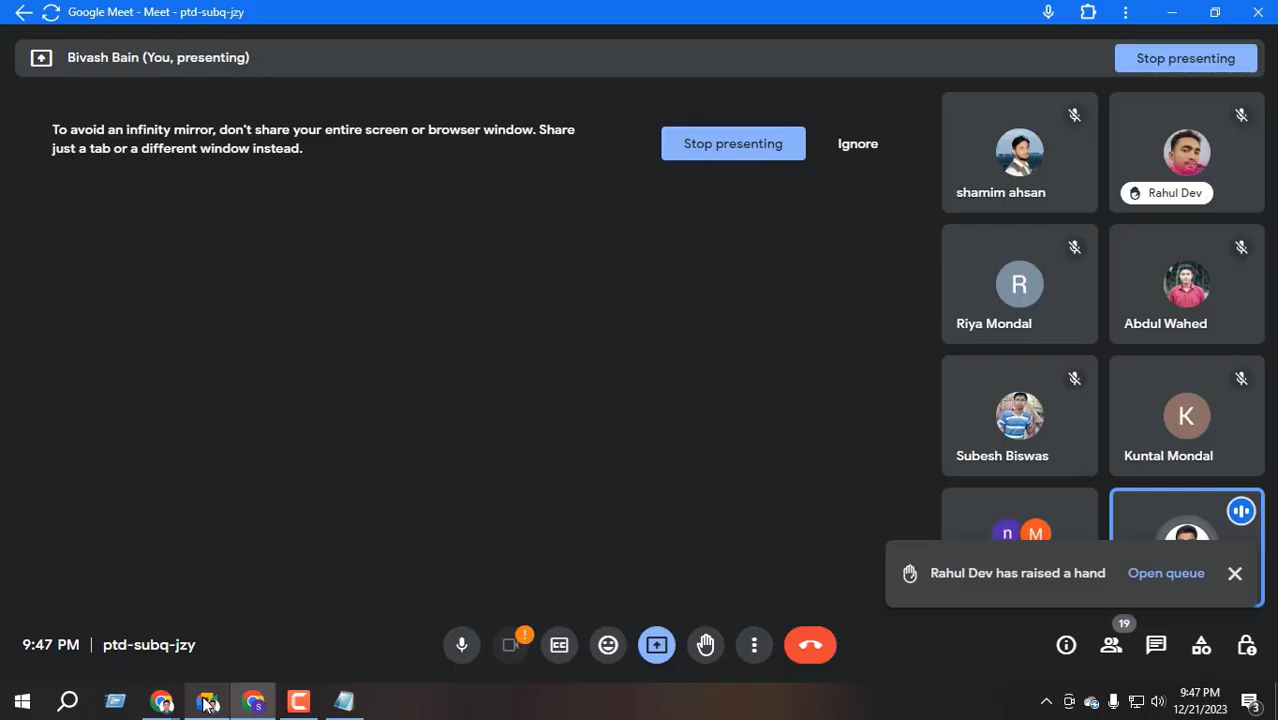 Google Meet - Meet - ptd-subq-jzy
Bivash Bain (You, presenting)
Stop presenting
To avoid an infinity mirror, don't share your entire screen or browser window. Share
just a tab or a different window instead.
Stop presenting
Ignore
shamim ahsan
Rahul Dev
R
Riya Mondal
Abdul Wahed
Subesh Biswas
K
Kuntal Mondal
n
M
Rahul Dev has raised a hand
Open queue
19
9:47 PM
ptd-subq-jzy
S
9:47 PM
12/21/2023
3